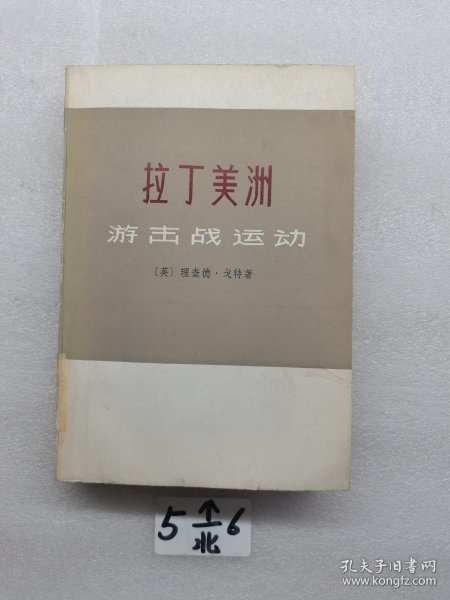 拉丁美洲
游击战运动
〔英〕理查德·戈特著
5 ↑ 6
北
孔夫子旧书网
www.kongfz.com